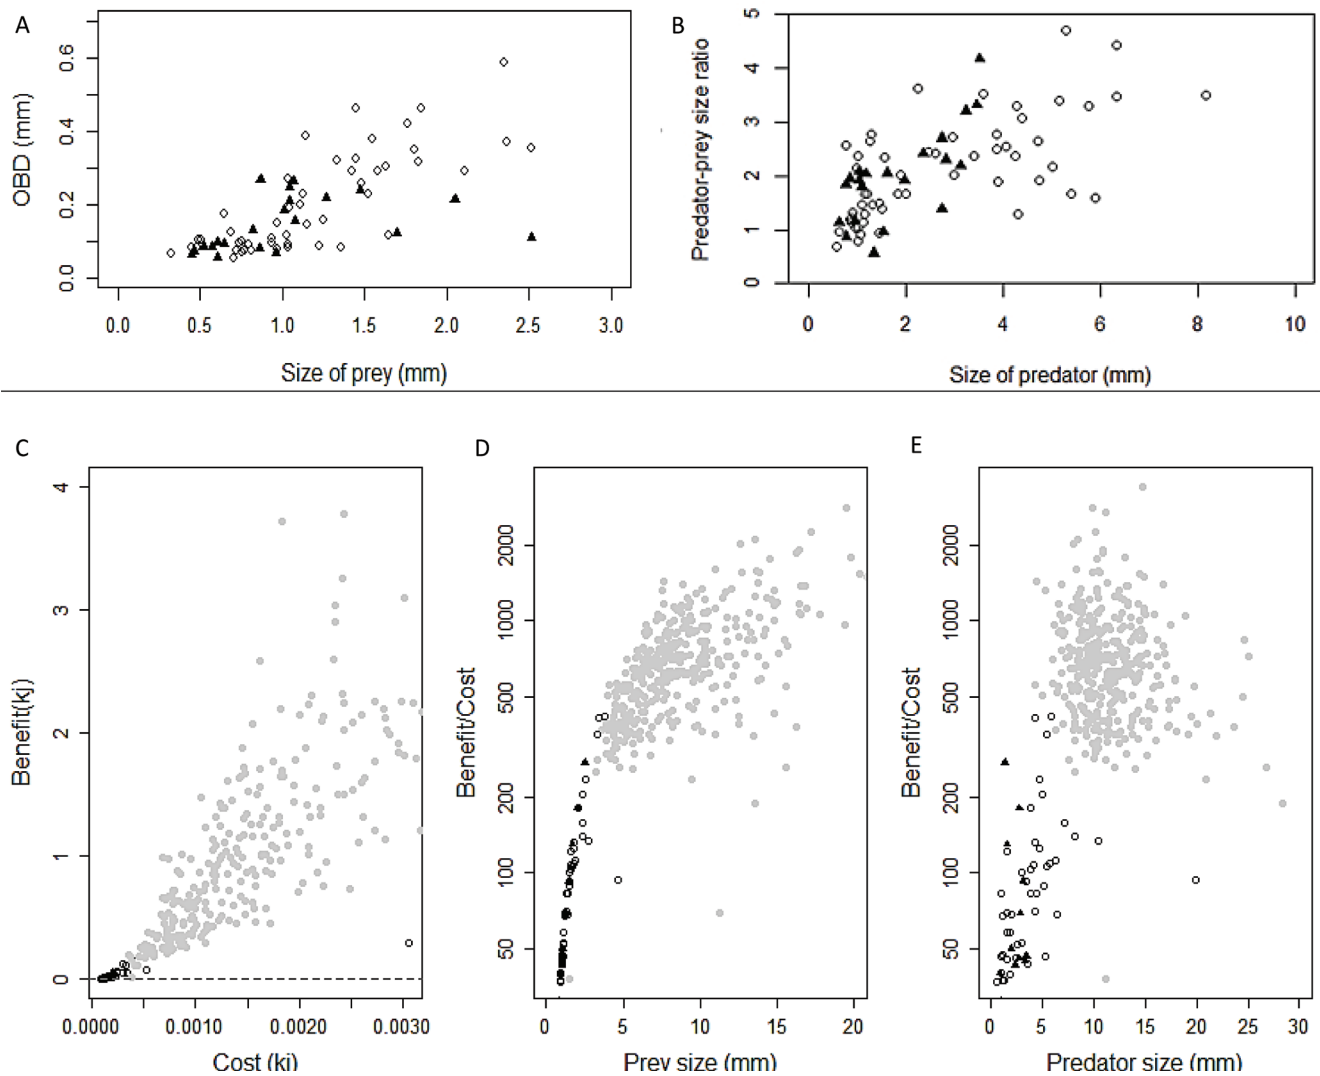 A
OBD (mm)
0.6
0.4
0.2
0.0
0.0 0.5 1.0 1.5 2.0 2.5 3.0
Size of prey (mm)
B
Predator-prey size ratio
5
4
3
2
1
0
0 2 4 6 8 10
Size of predator (mm)
C
Benefit(kj)
4
3
2
1
0
0.0000 0.0010 0.0020 0.0030
Cost (kj)
D
Benefit/Cost
2000
1000
500
200
100
50
0 5 10 15 20
Prey size (mm)
E
Benefit/Cost
2000
1000
500
200
100
50
0 5 10 15 20 25 30
Predator size (mm)